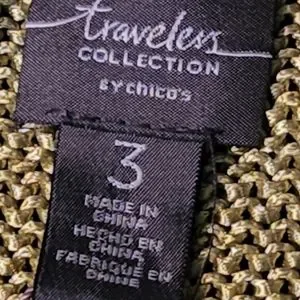 travelers
COLLECTION
BY CHICO'S
3
MADE IN
CHINA
HECHO EN
CHINA
FABRIQUE EN
CHINE